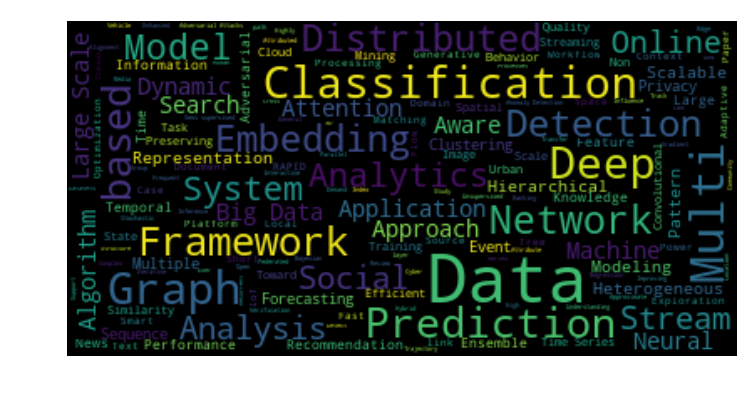 Vehicle
Adversarial Attacks
Highly
Quality
Model
Distributed
Online
Cloud
Mining
Generative
Behavior
Streaming
Workflow
Non
Context
Information
Processing
Large Scale
Adversarial
Dynamic
Classification
Scalable
Privacy
Paper
based
Search
Attention
Domain
Spatial
Space
Large
Adaptive
Optimization
Time
Task
Preserving
Embedding
Matching
Aware
Detection
Clustering
Feature
Representation
Image
Scale
Deep
Convolutional
Document
RAPID
Analytics
Urban
Hierarchical
Pattern
Multi
Case
System
Knowledge
Temporal
Big Data
Application
Network
Algorithm
Platform
Local
Approach
State
Framework
Training
Source
Event
Attribute
Machine
Power
Multiple
Toward
Social
Data
Modeling
Graph
Forecasting
Efficient
Heterogeneous
Exploration
Similarity
Smart
Fast
Prediction
Stream
Sequence
Analysis
Neural
News
Text
Performance
Recommendation
Link
Ensemble
Time Series
Trajectory